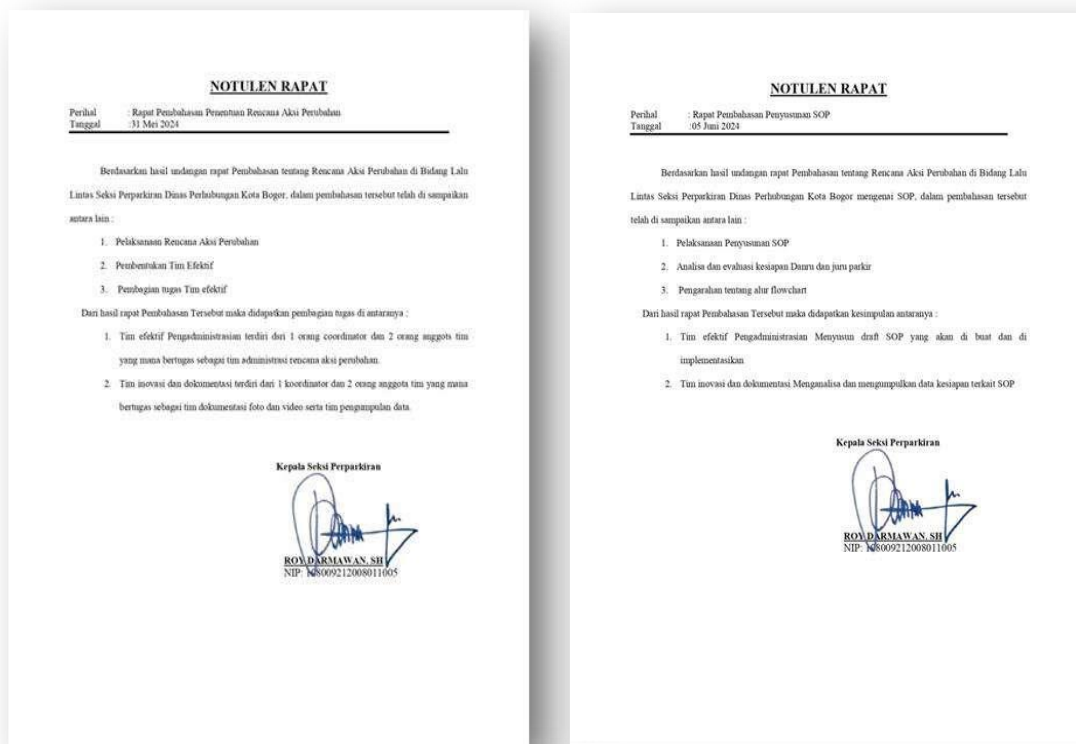 NOTULEN RAPAT
Perihal : Rapat Pembahasan Penentuan Rencana Aksi Perubahan
Tanggal :31 Mei 2024
Berdasarkan hasil undangan rapat Pembahasan tentang Rencana Aksi Perubahan di Bidang Lalu
Lintas Seksi Perparkiran Dinas Perhubungan Kota Bogor, dalam pembahasan tersebut telah di sampaikan
antara lain :
1. Pelaksanaan Rencana Aksi Perubahan
2. Pembentukan Tim Efektif
3. Pembagian tugas Tim efektif
Dari hasil rapat Pembahasan Tersebut maka didapatkan pembagian tugas di antaranya :
1. Tim efektif Pengadministrasian terdiri dari 1 orang coordinator dan 2 orang anggota tim
yang mana bertugas sebagai tim administrasi rencana aksi perubahan.
2. Tim inovasi dan dokumentasi terdiri dari 1 koordinator dan 2 orang anggota tim yang mana
bertugas sebagai tim dokumentasi foto dan video serta tim pengumpulan data
Kepala Seksi Perparkiran
ROY DARMAWAN, SH
NIP: 198009212008011005
NOTULEN RAPAT
Perihal : Rapat Pembahasan Penyusunan SOP
Tanggal :05 Juni 2024
Berdasarkan hasil undangan rapat Pembahasan tentang Rencana Aksi Perubahan di Bidang Lalu
Lintas Seksi Perparkiran Dinas Perhubungan Kota Bogor mengenai SOP, dalam pembahasan tersebut
telah di sampaikan antara lain :
1. Pelaksanaan Penyusunan SOP
2. Analisa dan evaluasi kesiapan Danru dan juru parkir
3. Pengarahan tentang alur flowchart
Dari hasil rapat Pembahasan Tersebut maka didapatkan kesimpulan antaranya :
1. Tim efektif Pengadministrasian Menyusun draft SOP yang akan di buat dan di
implementasikan
2. Tim inovasi dan dokumentasi Menganalisa dan mengumpulkan data kesiapan terkait SOP
Kepala Seksi Perparkiran
ROY DARMAWAN, SH
NIP: 198009212008011005